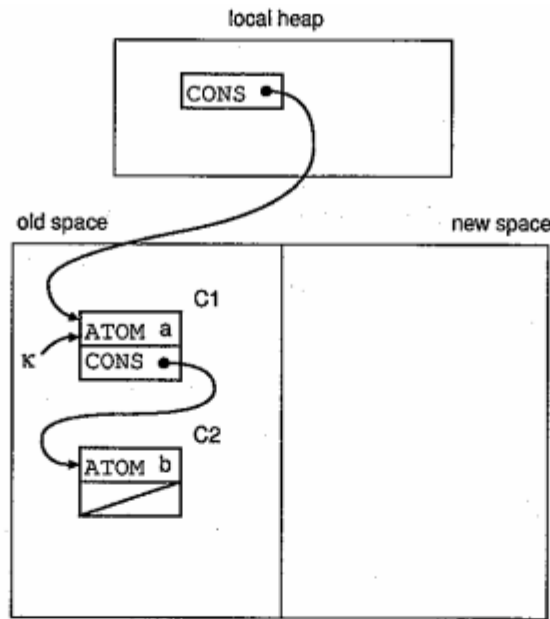 local heap
CONS
old space
new space
C1
ATOM a
K
CONS
C2
ATOM b